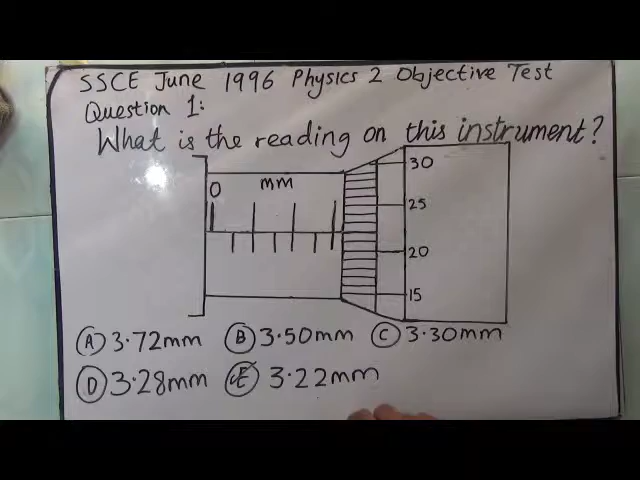 SSCE June 1996 Physics 2 Objective Test
Question 1:
What is the reading on this instrument?
0 mm
30
25
20
15
(A) 3.72mm (B) 3.50mm (C) 3.30mm
(D) 3.28mm (E) 3.22mm